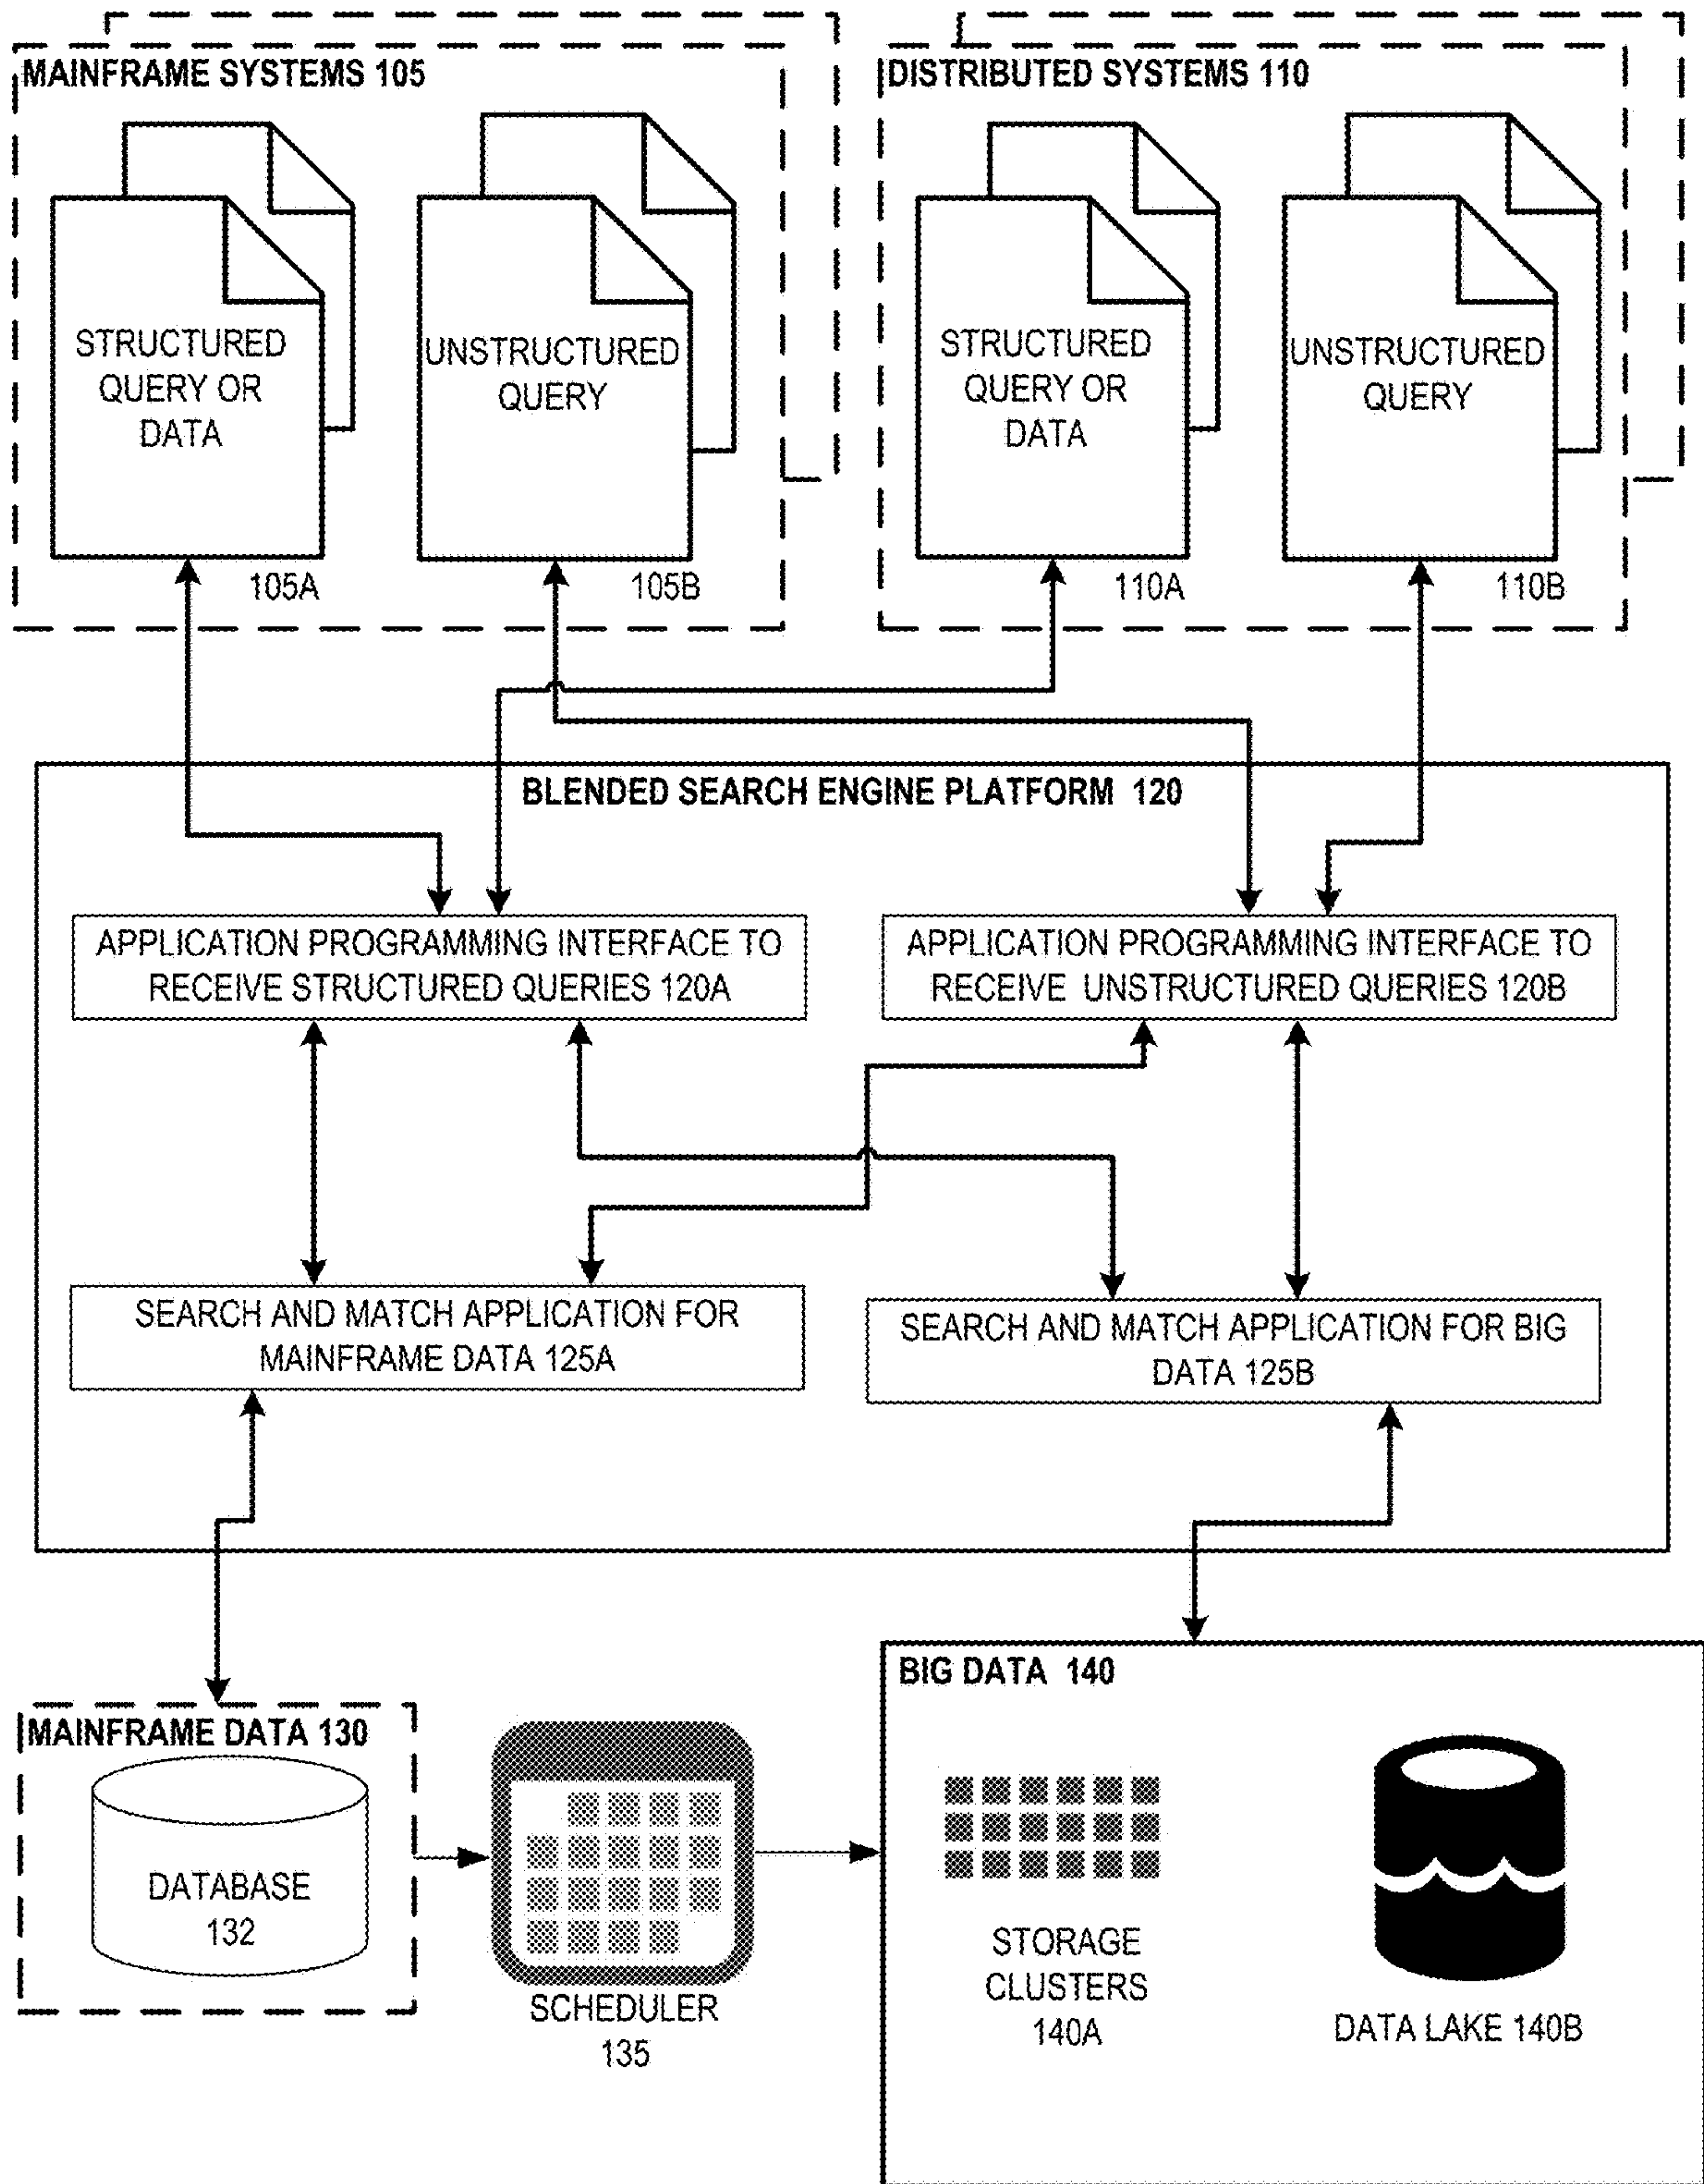 MAINFRAME SYSTEMS 105
STRUCTURED
QUERY OR
DATA
105A
UNSTRUCTURED
QUERY
105B
DISTRIBUTED SYSTEMS 110
STRUCTURED
QUERY OR
DATA
110A
UNSTRUCTURED
QUERY
110B
BLENDED SEARCH ENGINE PLATFORM 120
APPLICATION PROGRAMMING INTERFACE TO
RECEIVE STRUCTURED QUERIES 120A
APPLICATION PROGRAMMING INTERFACE TO
RECEIVE UNSTRUCTURED QUERIES 120B
SEARCH AND MATCH APPLICATION FOR
MAINFRAME DATA 125A
SEARCH AND MATCH APPLICATION FOR BIG
DATA 125B
MAINFRAME DATA 130
DATABASE
132
SCHEDULER
135
BIG DATA 140
STORAGE
CLUSTERS
140A
DATA LAKE 140B